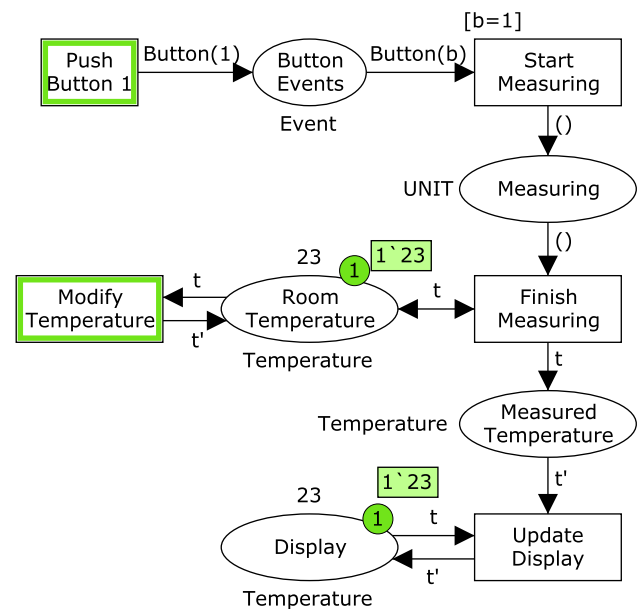 [b=1]
Push
Button 1
Button(1)
Button
Events
Button(b)
Start
Measuring
Event
()
UNIT
Measuring
()
23
1
1`23
Modify
Temperature
t
t'
Room
Temperature
t
Finish
Measuring
Temperature
t
Temperature
Measured
Temperature
t'
23
1`23
1
Display
t
t'
Update
Display
Temperature